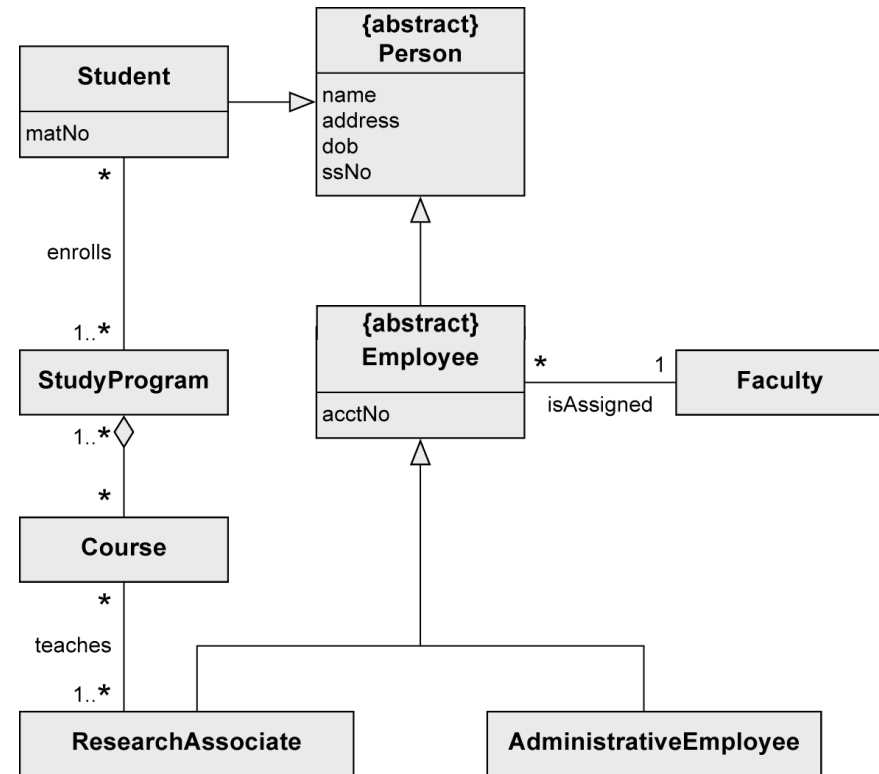 {abstract}
Person
name
address
dob
ssNo
Student
matNo
*
enrolls
1..*
StudyProgram
1..*
*
Course
*
teaches
1..*
ResearchAssociate
{abstract}
Employee
acctNo
*
1
isAssigned
Faculty
AdministrativeEmployee